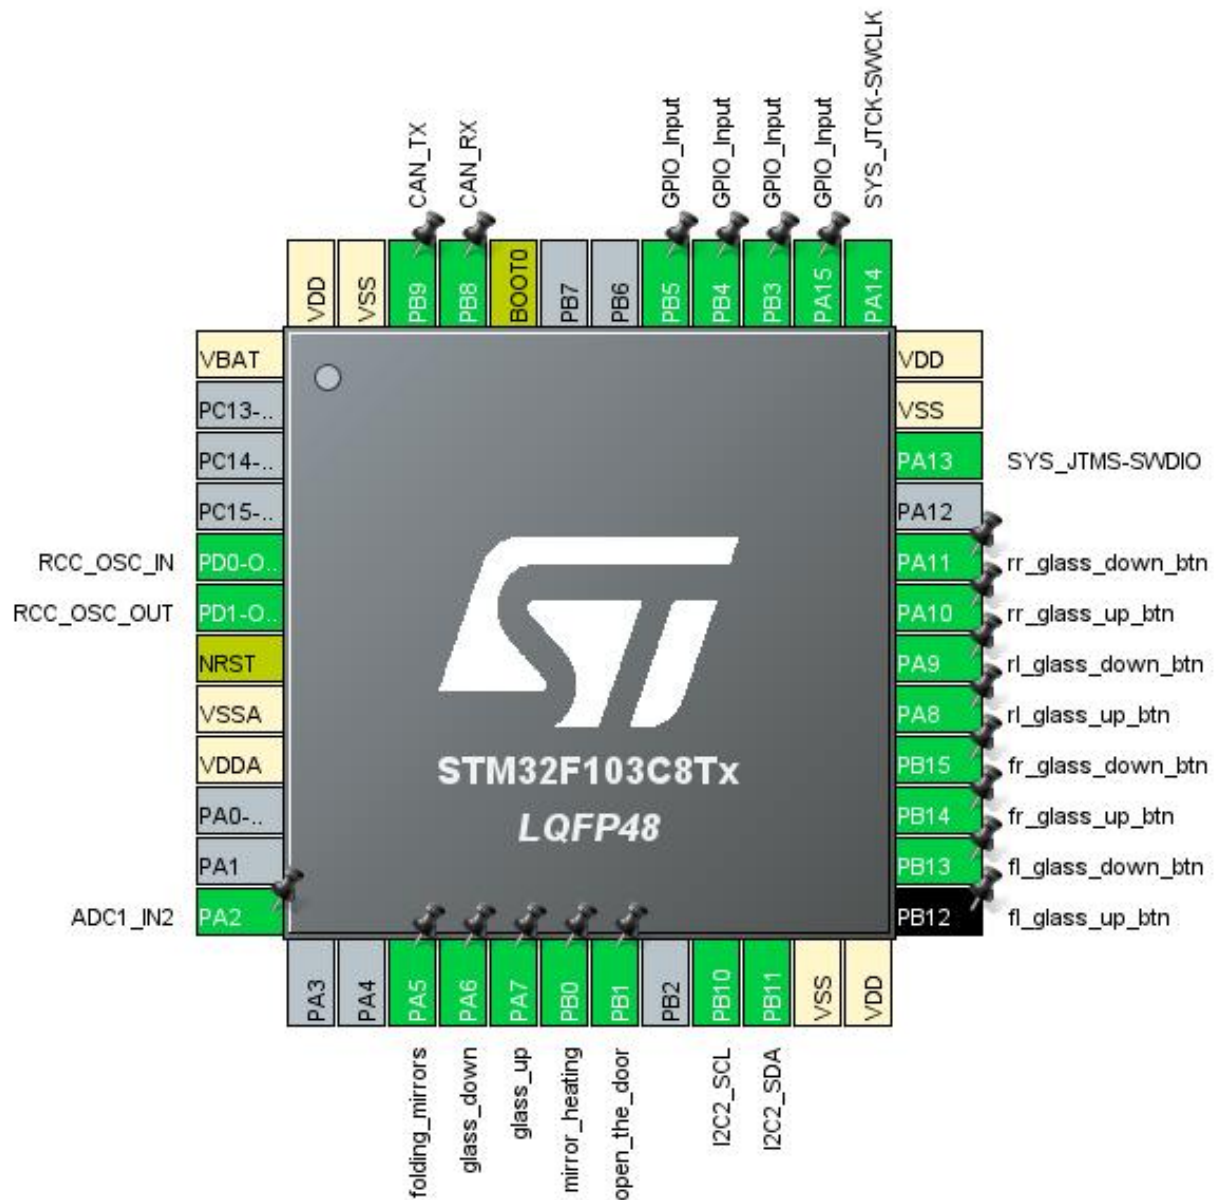 CAN_TX
CAN_RX
GPIO_Input
GPIO_Input
GPIO_Input
GPIO_Input
SYS_JTCK-SWCLK
VDD
VSS
PB9
PB8
BOOT0
PB7
PB6
PB5
PB4
PB3
PA15
PA14
VBAT
PC13-..
PC14-..
PC15-..
RCC_OSC_IN PD0-O..
RCC_OSC_OUT PD1-O..
NRST
VSSA
VDDA
PA0-..
PA1
ADC1_IN2 PA2
STM32F103C8Tx
LQFP48
VDD
VSS
PA13 SYS_JTMS-SWDIO
PA12
PA11 rr_glass_down_btn
PA10 rr_glass_up_btn
PA9 rl_glass_down_btn
PA8 rl_glass_up_btn
PB15 fr_glass_down_btn
PB14 fr_glass_up_btn
PB13 fl_glass_down_btn
PB12 fl_glass_up_btn
PA3
PA4
PA5
PA6
PA7
PB0
PB1
PB2
PB10
PB11
VSS
VDD
folding_mirrors
glass_down
glass_up
mirror_heating
open_the_door
I2C2_SCL
I2C2_SDA